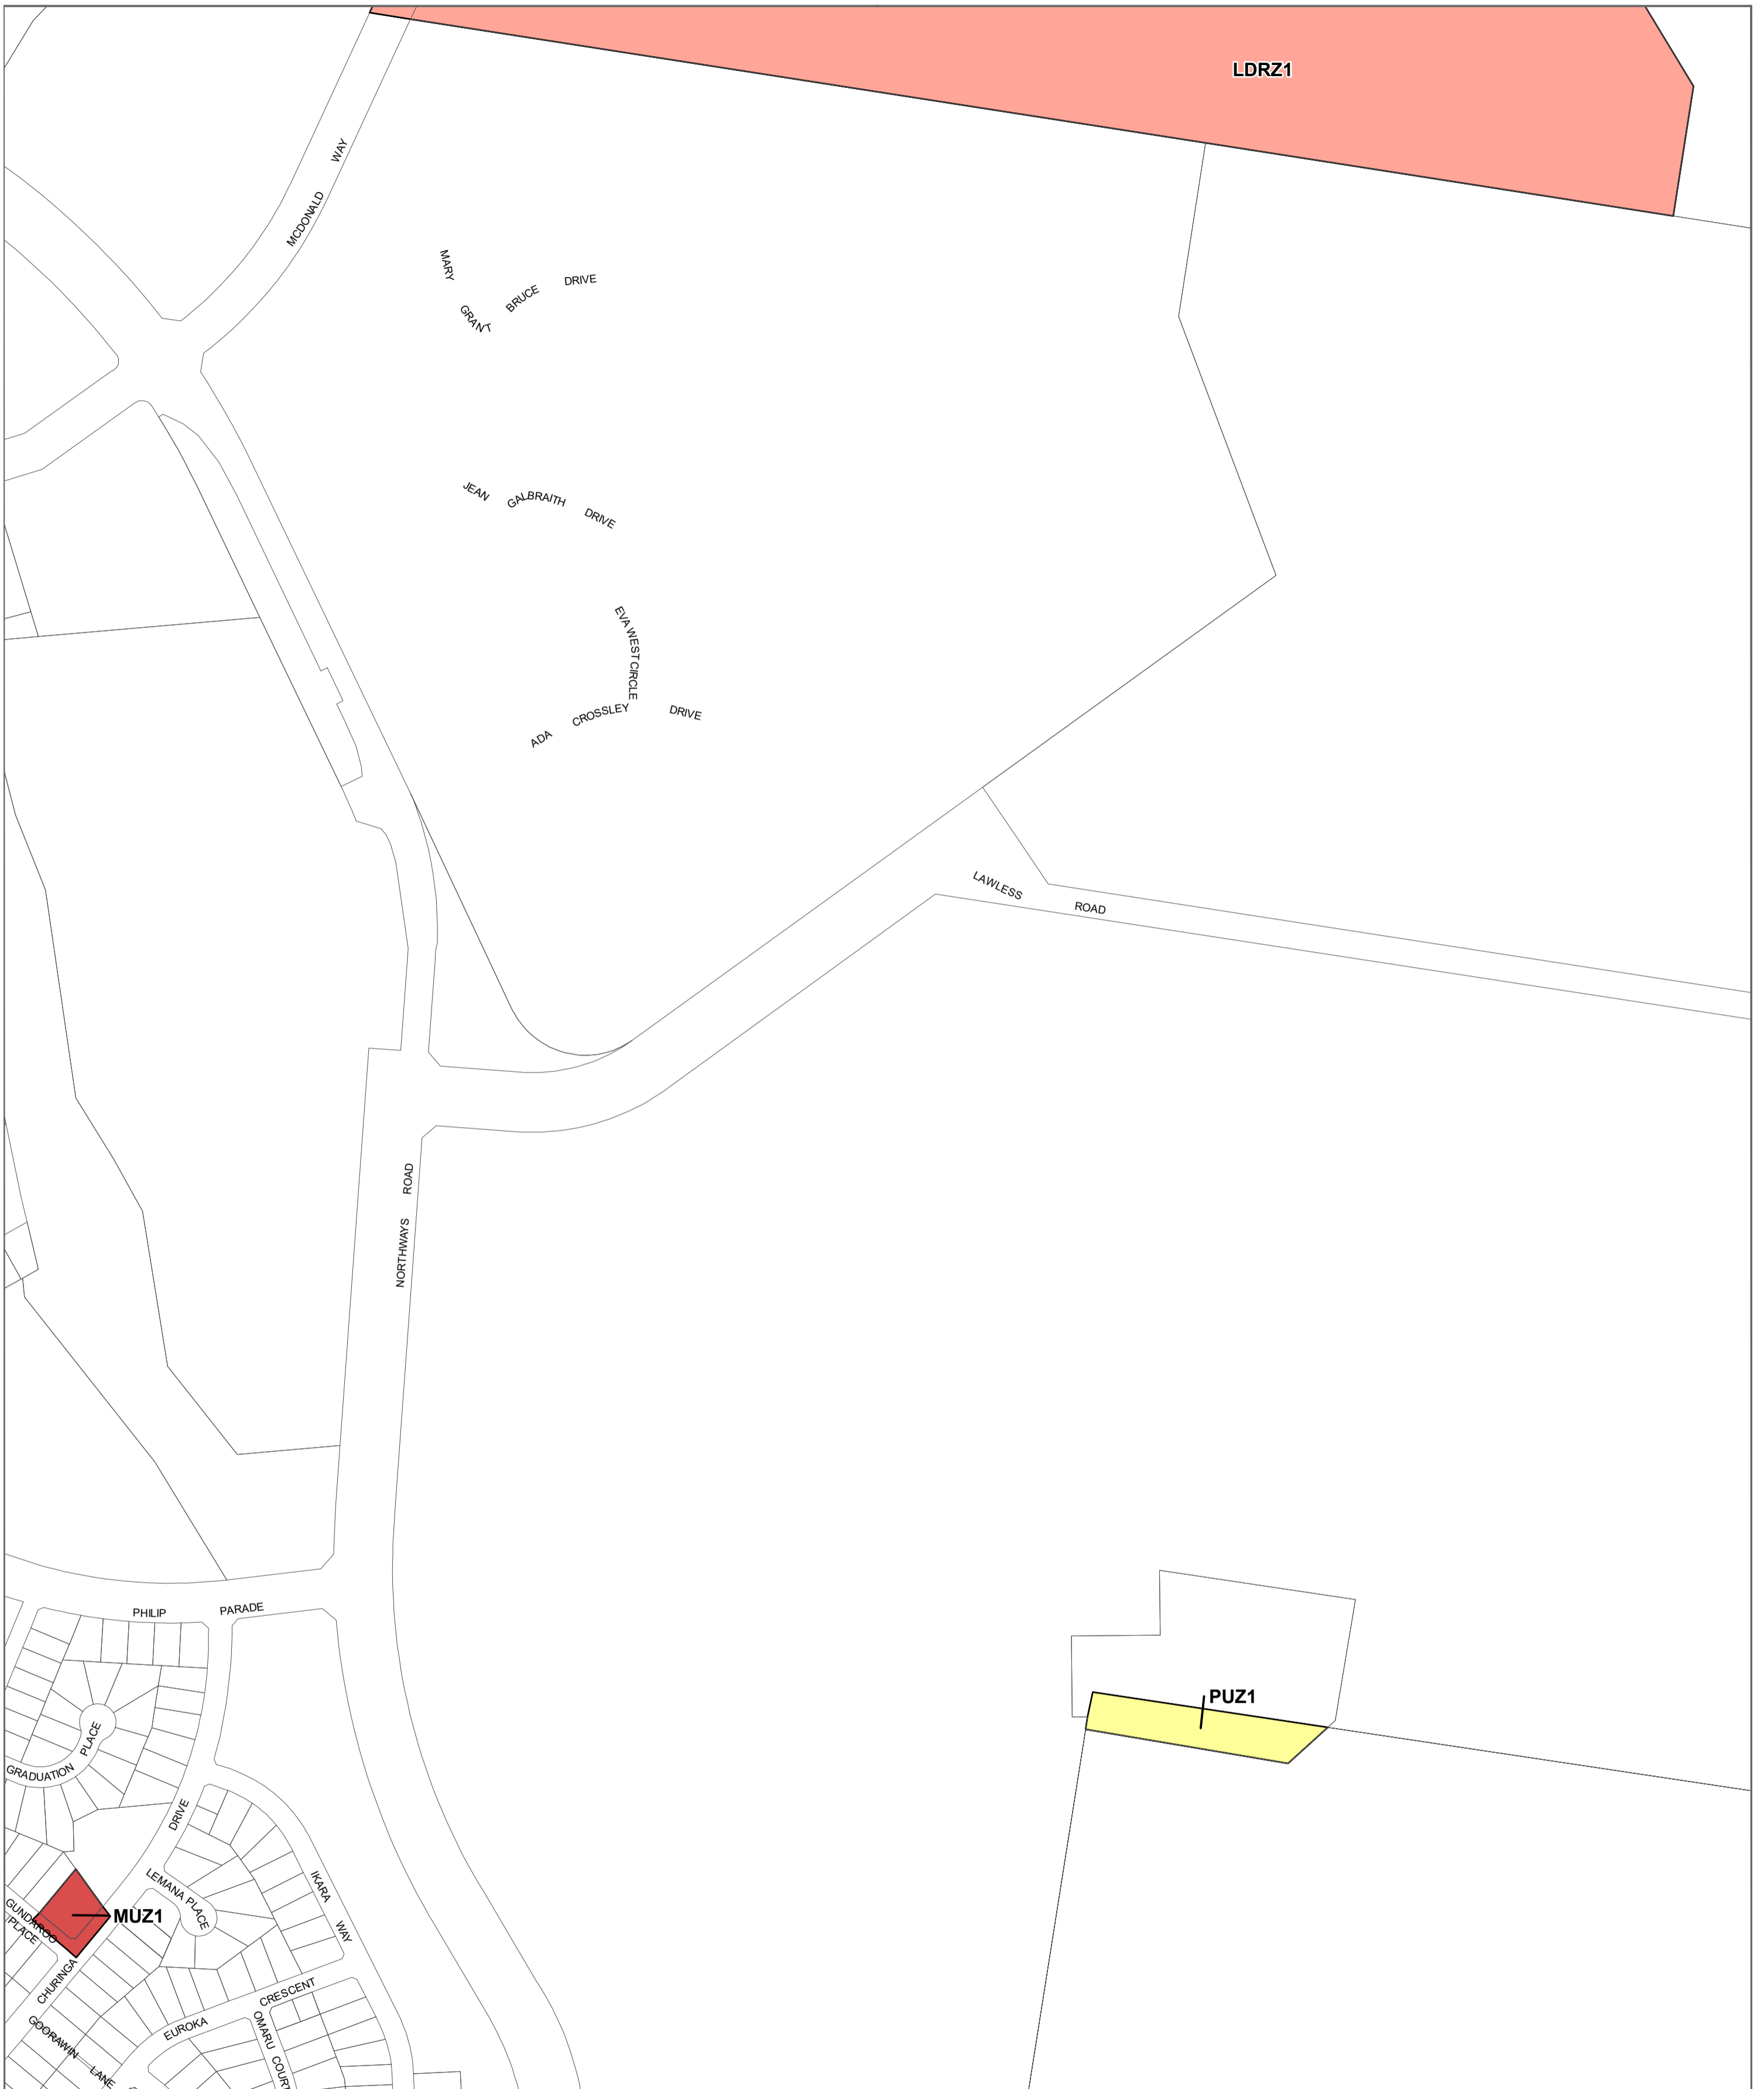 LDRZ1
MCDONALD WAY
MARY GRANT BRUCE DRIVE
JEAN GALBRAITH DRIVE
EVA WEST CIRCLE
ADA CROSSLEY DRIVE
LAWLESS ROAD
NORTHWAYS ROAD
PHILIP PARADE
PUZ1
GRADUATION PLACE
DRIVE
LEMANA PLACE
IKARA WAY
GUNDAROO
PLACE
MUZ1
CHURINGA
EUROKA CRESCENT
OMARU COURT
GOORAWIN LANE